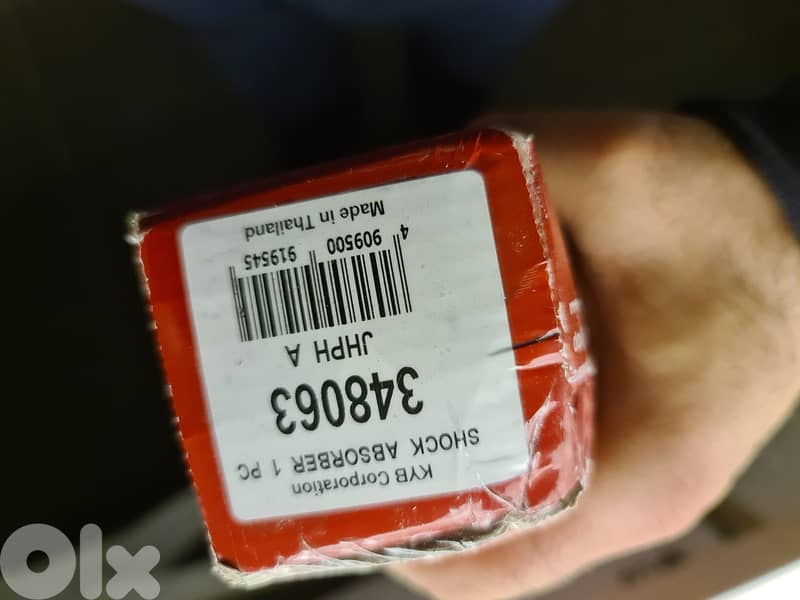 KYB Corporation
SHOCK ABSORBER 1 PC
348063
JHPH A
4 909500 919545
Made in Thailand
Olx